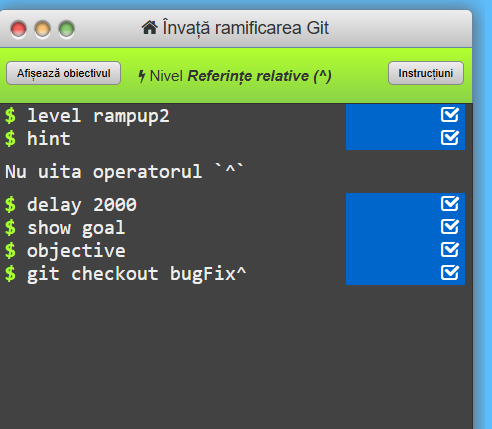 Învață ramificarea Git
Afișează obiectivul
Nivel Referințe relative (^)
Instrucțiuni
$ level rampup2
$ hint
Nu uita operatorul `^`
$ delay 2000
$ show goal
$ objective
$ git checkout bugFix^